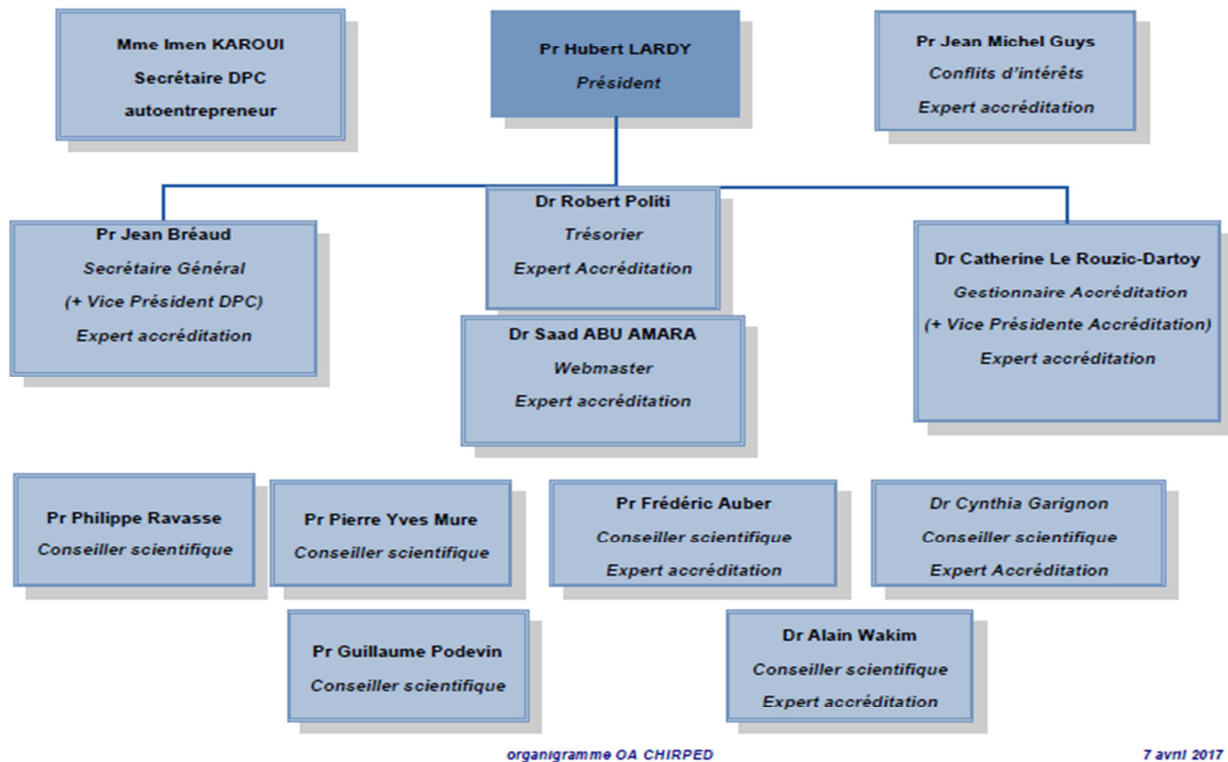 Mme Imen KAROUI
Secrétaire DPC
autoentrepreneur
Pr Hubert LARDY
Président
Pr Jean Michel Guys
Conflits d'intérêts
Expert accréditation
Pr Jean Bréaud
Secrétaire Général
(+ Vice Président DPC)
Expert accréditation
Dr Robert Politi
Trésorier
Expert Accréditation
Dr Saad ABU AMARA
Webmaster
Expert accréditation
Dr Catherine Le Rouzic-Dartoy
Gestionnaire Accréditation
(+ Vice Présidente Accréditation)
Expert accréditation
Pr Philippe Ravasse
Conseiller scientifique
Pr Pierre Yves Mure
Conseiller scientifique
Pr Frédéric Auber
Conseiller scientifique
Expert accréditation
Dr Cynthia Garignon
Conseiller scientifique
Expert Accréditation
Pr Guillaume Podevin
Conseiller scientifique
Dr Alain Wakim
Conseiller scientifique
Expert accréditation
organigramme OA CHIRPED
7 avril 2017